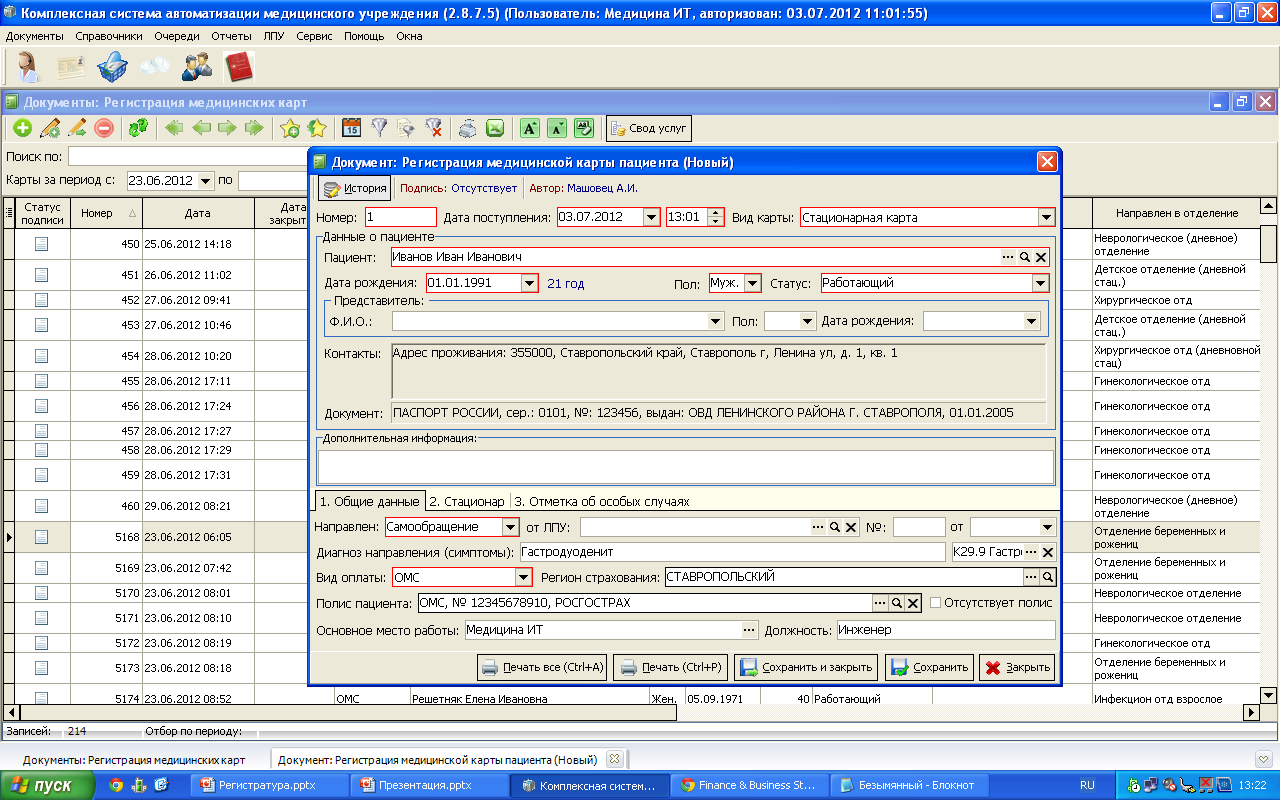 Комплексная система автоматизации медицинского учреждения (2.8.7.5) (Пользователь: Медицина ИТ, авторизован: 03.07.2012 11:01:55)
Документы Справочники Очереди Отчеты ЛПУ Сервис Помощь Окна
Документы: Регистрация медицинских карт
15 A A Свод услуг
Поиск по:
Карты за период с: 23.06.2012 по
Статус подписи Номер Дата Дата закрыт Направлен в отделение
450 25.06.2012 14:18 Неврологическое (дневное) отделение
451 26.06.2012 11:02 Детское отделение (дневной стац.)
452 27.06.2012 09:41 Хирургическое отд
453 27.06.2012 10:46 Детское отделение (дневной стац.)
454 28.06.2012 10:20 Хирургическое отд (дневновной стац)
455 28.06.2012 17:11 Гинекологическое отд
456 28.06.2012 17:24 Гинекологическое отд
457 28.06.2012 17:27 Гинекологическое отд
458 28.06.2012 17:29 Гинекологическое отд
459 28.06.2012 17:31 Гинекологическое отд
460 29.06.2012 08:21 Неврологическое (дневное) отделение
5168 23.06.2012 06:05 Отделение беременных и рожениц
5169 23.06.2012 07:42 Отделение беременных и рожениц
5170 23.06.2012 08:01 Неврологическое отделение
5171 23.06.2012 08:10 Неврологическое отделение
5172 23.06.2012 08:19 Гинекологическое отд
5173 23.06.2012 08:18 Отделение беременных и рожениц
5174 23.06.2012 08:52 ОМС Решетняк Елена Ивановна Жен. 05.09.1971 40 Работающий Инфекцион отд взрослое
Документ: Регистрация медицинской карты пациента (Новый)
История Подпись: Отсутствует Автор: Машовец А.И.
Номер: 1 Дата поступления: 03.07.2012 13:01 Вид карты: Стационарная карта
Данные о пациенте
Пациент: Иванов Иван Иванович ...
Дата рождения: 01.01.1991 21 год Пол: Муж. Статус: Работающий
Представитель:
Ф.И.О.: Пол: Дата рождения:
Контакты: Адрес проживания: 355000, Ставропольский край, Ставрополь г, Ленина ул, д. 1, кв. 1
Документ: ПАСПОРТ РОССИИ, сер.: 0101, №: 123456, выдан: ОВД ЛЕНИНСКОГО РАЙОНА Г. СТАВРОПОЛЯ, 01.01.2005
Дополнительная информация:
1. Общие данные 2. Стационар 3. Отметка об особых случаях
Направлен: Самообращение от ЛПУ: ... №: от
Диагноз направления (симптомы): Гастродуоденит K29.9 Гастр ...
Вид оплаты: ОМС Регион страхования: СТАВРОПОЛЬСКИЙ ...
Полис пациента: ОМС, № 12345678910, РОСГОСТРАХ ... Отсутствует полис
Основное место работы: Медицина ИТ ... Должность: Инженер
Печать все (Ctrl+A) Печать (Ctrl+P) Сохранить и закрыть Сохранить Закрыть
Записей: 214 Отбор по периоду:
Документы: Регистрация медицинских карт Документ: Регистрация медицинской карты пациента (Новый)
пуск Регистратура.pptx Презентация.pptx Комплексная систем... Finance & Business St... Безымянный - Блокнот RU 13:22